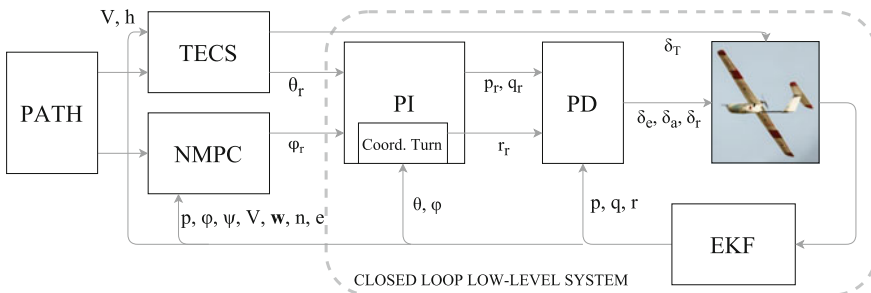 V, h
TECS
PATH
NMPC
θr
φr
PI
Coord. Turn
pr, qr
rr
PD
δT
δe, δa, δr
p, φ, ψ, V, w, n, e
θ, φ
p, q, r
EKF
CLOSED LOOP LOW-LEVEL SYSTEM